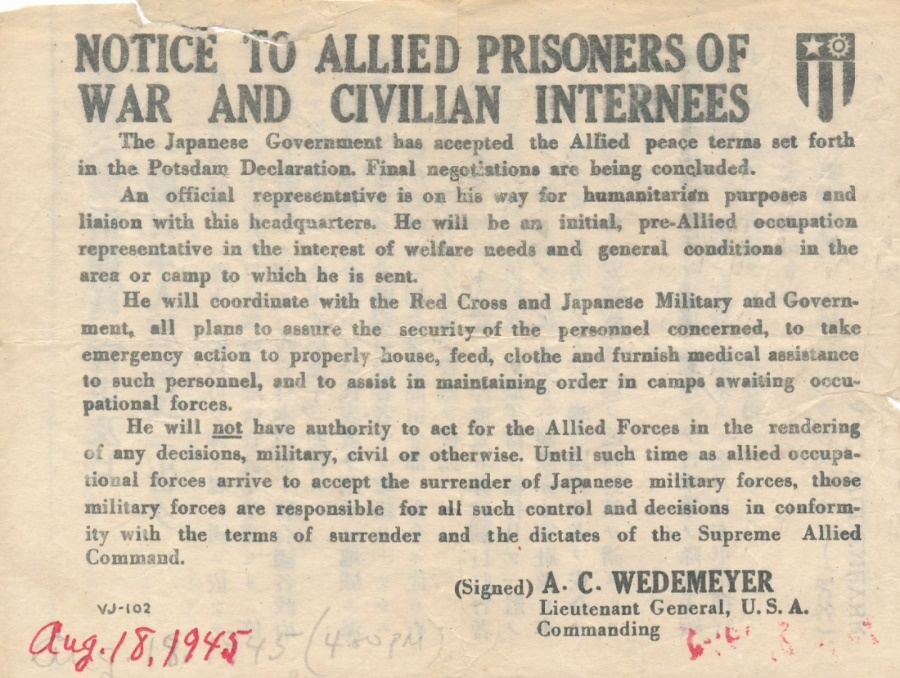 NOTICE TO ALLIED PRISONERS OF
WAR AND CIVILIAN INTERNEES
The Japanese Government has accepted the Allied peace terms set forth
in the Potsdam Declaration. Final negotiations are being concluded.
An official representative is on his way for humanitarian purposes and
liaison with this headquarters. He will be an initial, pre-Allied occupation
representative in the interest of welfare needs and general conditions in the
area or camp to which he is sent.
He will coordinate with the Red Cross and Japanese Military and Govern-
ment, all plans to assure the security of the personnel concerned, to take
emergency action to properly house, feed, clothe and furnish medical assistance
to such personnel, and to assist in maintaining order in camps awaiting occu-
pational forces.
He will not have authority to act for the Allied Forces in the rendering
of any decisions, military, civil or otherwise. Until such time as allied occupa-
tional forces arrive to accept the surrender of Japanese military forces, those
military forces are responsible for all such control and decisions in conform-
ity with the terms of surrender and the dictates of the Supreme Allied
Command.
(Signed) A. C. WEDEMEYER
Lieutenant General, U. S. A.
Commanding
VJ-102
Aug. 18, 1945